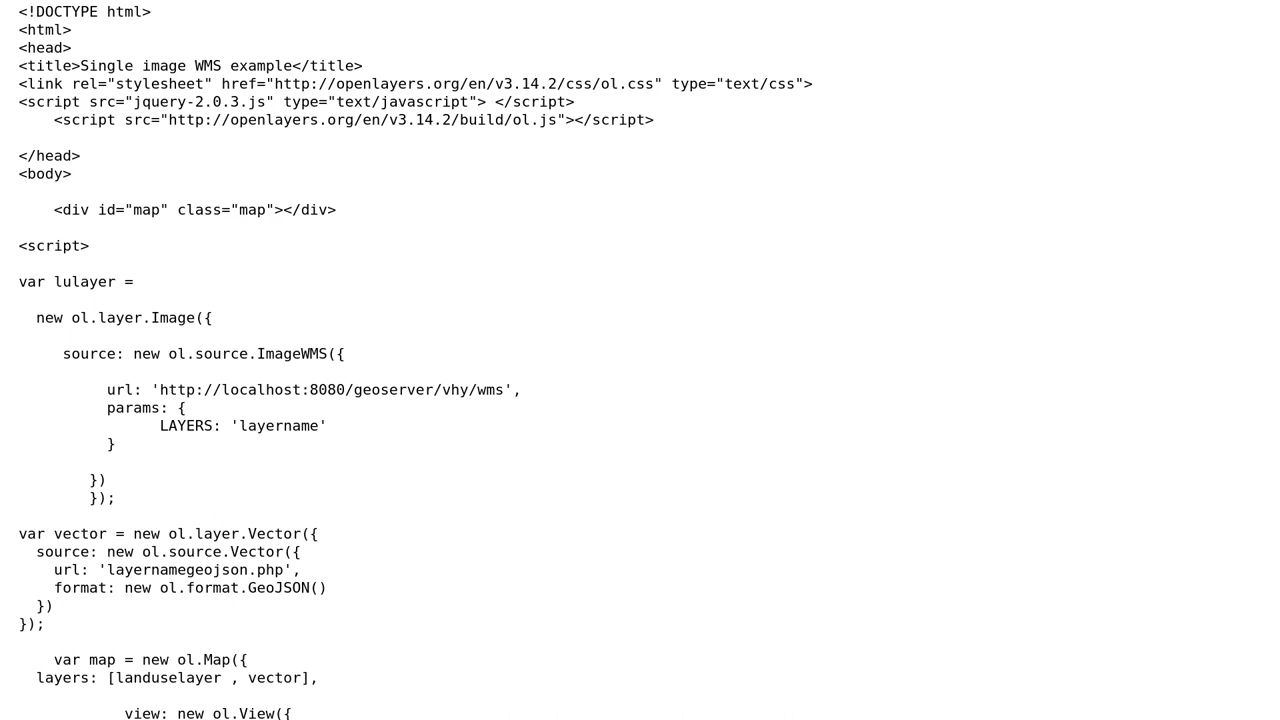 <!DOCTYPE html>
<html>
<head>
<title>Single image WMS example</title>
<link rel="stylesheet" href="http://openlayers.org/en/v3.14.2/css/ol.css" type="text/css">
<script src="jquery-2.0.3.js" type="text/javascript"> </script>
    <script src="http://openlayers.org/en/v3.14.2/build/ol.js"></script>
</head>
<body>
    <div id="map" class="map"></div>
<script>
var lulayer =
  new ol.layer.Image({
     source: new ol.source.ImageWMS({
          url: 'http://localhost:8080/geoserver/vhy/wms',
          params: {
                LAYERS: 'layername'
          }
        })
        });
var vector = new ol.layer.Vector({
  source: new ol.source.Vector({
    url: 'layernamegeojson.php',
    format: new ol.format.GeoJSON()
  })
});
    var map = new ol.Map({
  layers: [landuselayer , vector],
            view: new ol.View({